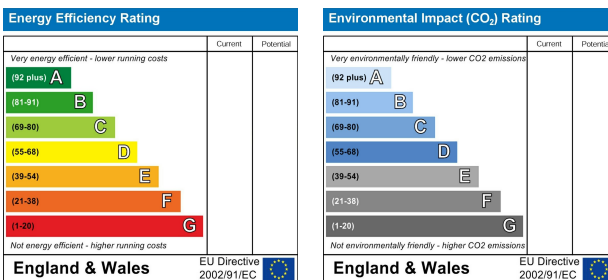 Energy Efficiency Rating
Current Potential
Very energy efficient - lower running costs
(92 plus) A
(81-91) B
(69-80) C
(55-68) D
(39-54) E
(21-38) F
(1-20) G
Not energy efficient - higher running costs
England & Wales
EU Directive
2002/91/EC
Environmental Impact (CO₂) Rating
Current Potential
Very environmentally friendly - lower CO2 emissions
(92 plus) A
(81-91) B
(69-80) C
(55-68) D
(39-54) E
(21-38) F
(1-20) G
Not environmentally friendly - higher CO2 emissions
England & Wales
EU Directive
2002/91/EC